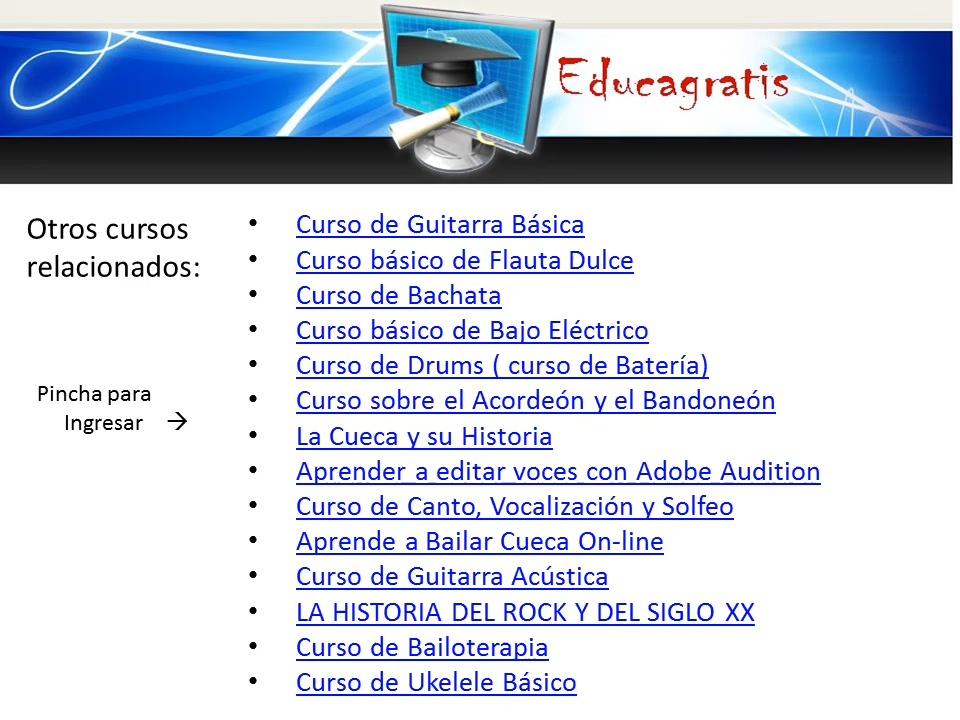 Educagratis
Otros cursos
relacionados:
Pincha para
Ingresar →
• Curso de Guitarra Básica
• Curso básico de Flauta Dulce
• Curso de Bachata
• Curso básico de Bajo Eléctrico
• Curso de Drums ( curso de Batería)
• Curso sobre el Acordeón y el Bandoneón
• La Cueca y su Historia
• Aprender a editar voces con Adobe Audition
• Curso de Canto, Vocalización y Solfeo
• Aprende a Bailar Cueca On-line
• Curso de Guitarra Acústica
• LA HISTORIA DEL ROCK Y DEL SIGLO XX
• Curso de Bailoterapia
• Curso de Ukelele Básico